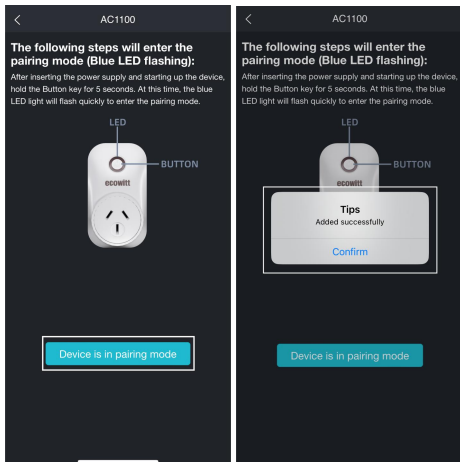 AC1100
The following steps will enter the
pairing mode (Blue LED flashing):
After inserting the power supply and starting up the device,
hold the Button key for 5 seconds. At this time, the blue
LED light will flash quickly to enter the pairing mode.
LED
BUTTON
ecowitt
Device is in pairing mode
AC1100
The following steps will enter the
pairing mode (Blue LED flashing):
After inserting the power supply and starting up the device,
hold the Button key for 5 seconds. At this time, the blue
LED light will flash quickly to enter the pairing mode.
LED
BUTTON
ecowitt
Tips
Added successfully
Confirm
Device is in pairing mode